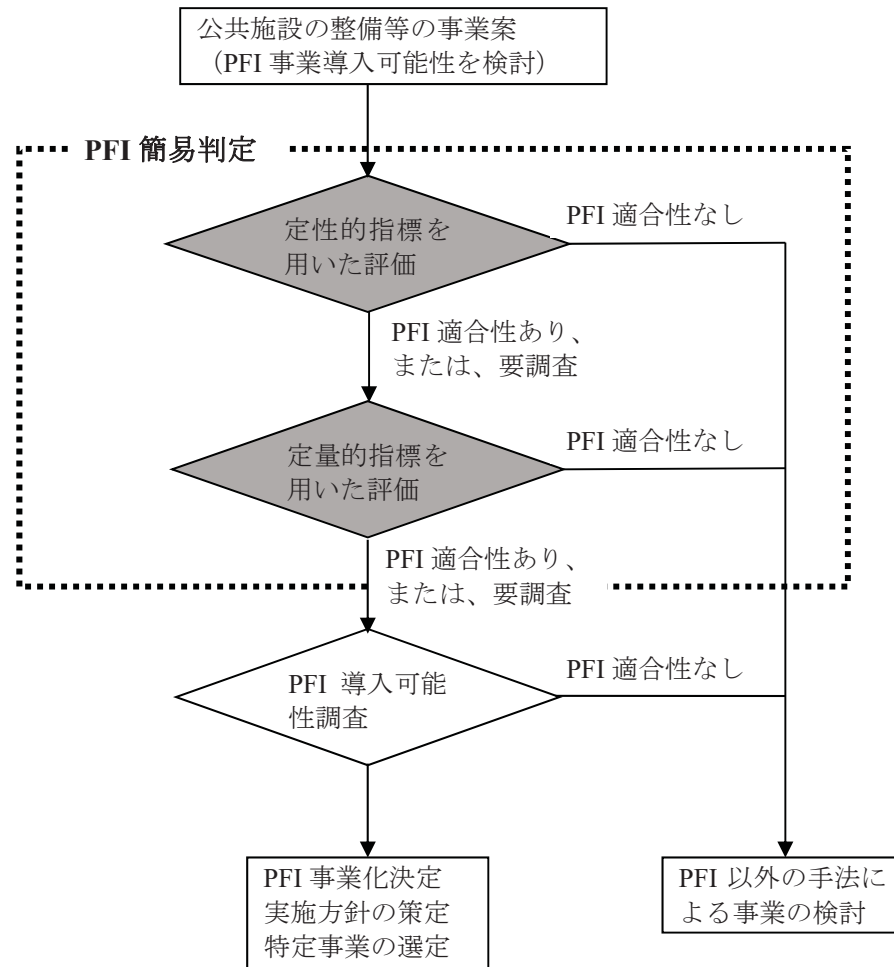 公共施設の整備等の事業案
（PFI 事業導入可能性を検討）
PFI 簡易判定
定性的指標を
用いた評価
PFI 適合性なし
PFI 適合性あり、
または、要調査
定量的指標を
用いた評価
PFI 適合性なし
PFI 適合性あり、
または、要調査
PFI 導入可能
性調査
PFI 適合性なし
PFI 事業化決定
実施方針の策定
特定事業の選定
PFI 以外の手法に
よる事業の検討